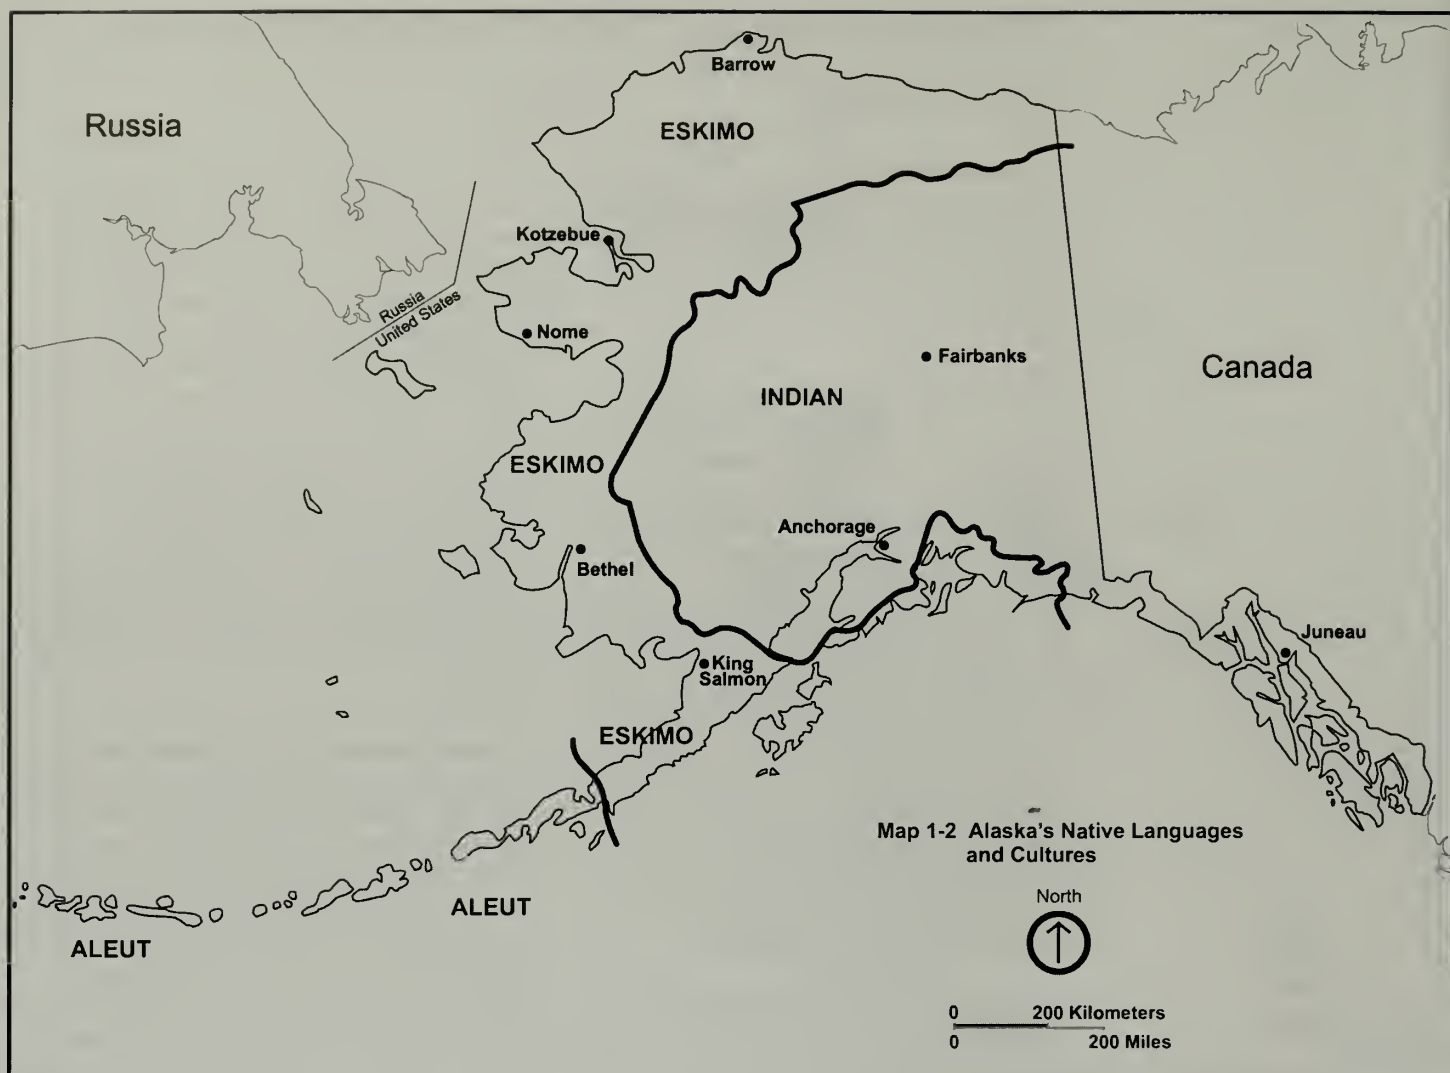 Barrow
Russia
ESKIMO
Kotzebue
Russia
United States
Nome
Fairbanks
Canada
INDIAN
ESKIMO
Anchorage
Bethel
Juneau
King
Salmon
ESKIMO
Map 1-2 Alaska's Native Languages
and Cultures
North
ALEUT
ALEUT
0 200 Kilometers
0 200 Miles